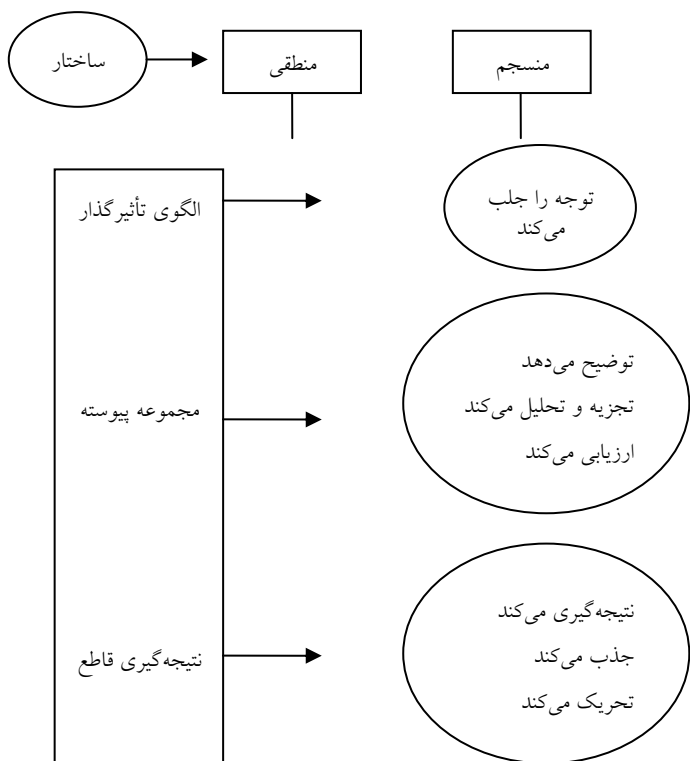 ساختار
منطقی
منسجم
الگوی تأثیرگذار
توجه را جلب
می‌کند
توضیح می‌دهد
مجموعه پیوسته
تجزیه و تحلیل می‌کند
ارزیابی می‌کند
نتیجه‌گیری می‌کند
نتیجه‌گیری قاطع
جذب می‌کند
تحریک می‌کند